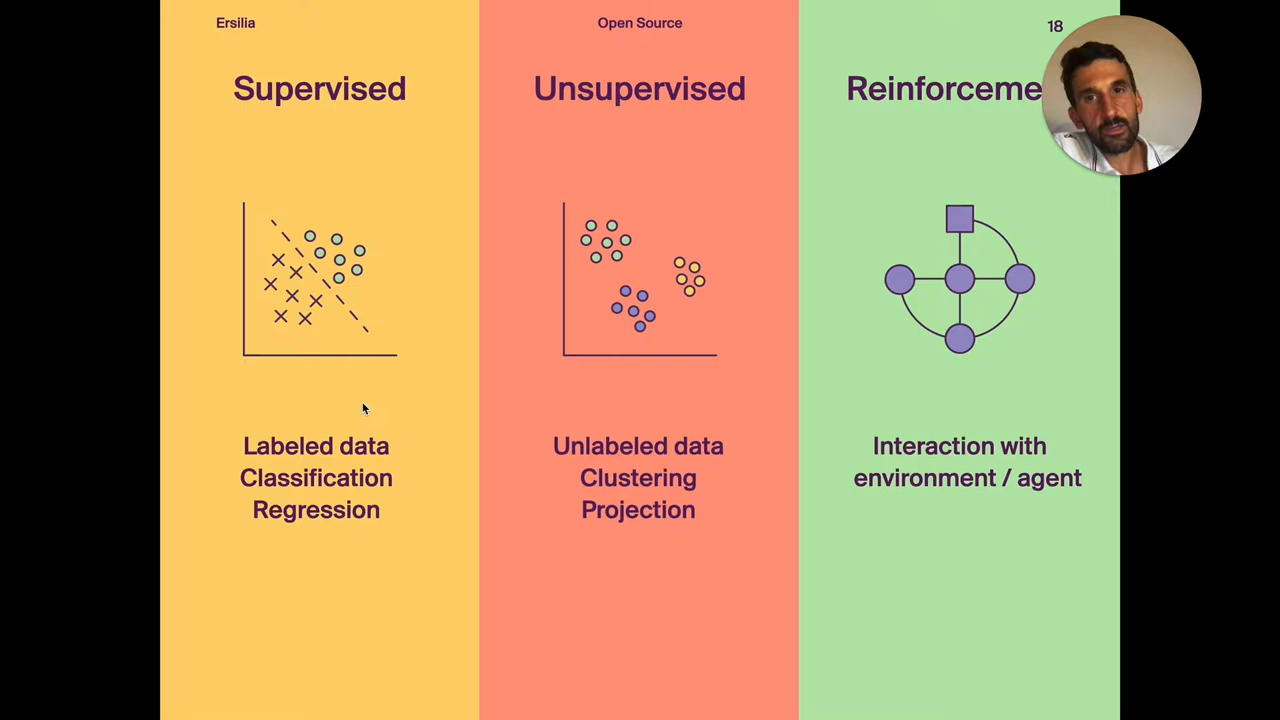 Ersilia
Open Source
18
Supervised
Unsupervised
Reinforceme
Labeled data
Classification
Regression
Unlabeled data
Clustering
Projection
Interaction with
environment / agent